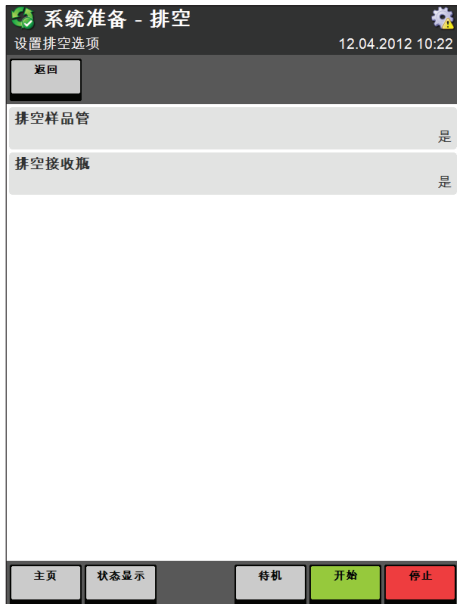 系统准备 - 排空
设置排空选项 12.04.2012 10:22
返回
排空样品管
是
排空接收瓶
是
主页 状态显示 待机 开始 停止